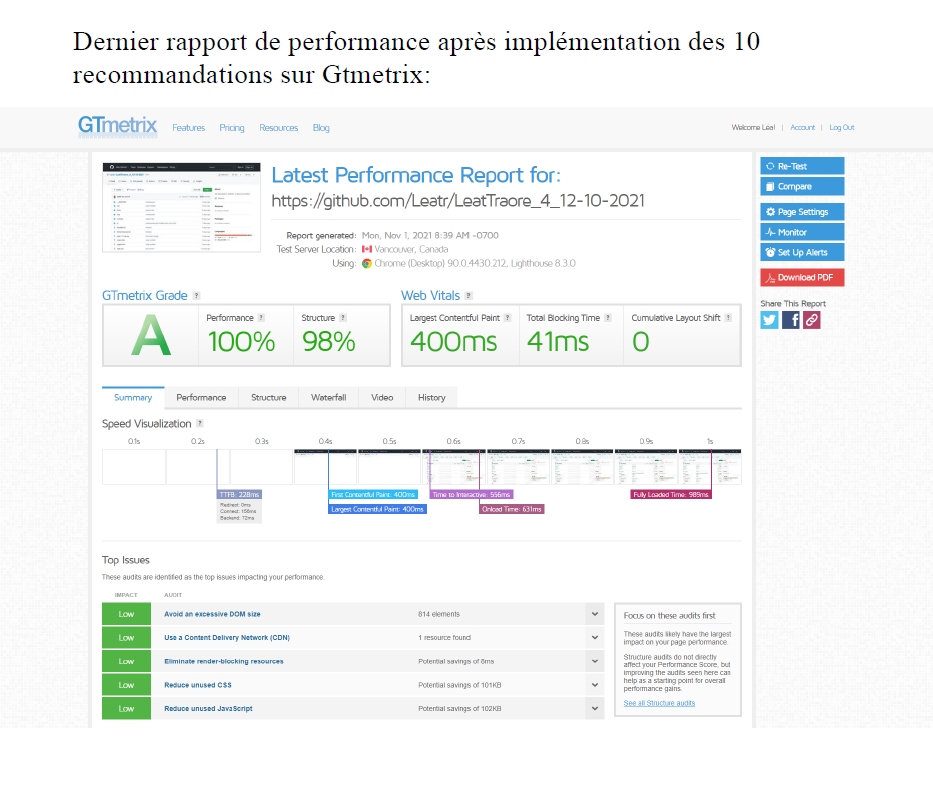 Dernier rapport de performance après implémentation des 10
recommandations sur Gtmetrix:
GTmetrix Features Pricing Resources Blog
Welcome Léa! | Account | Log Out
Latest Performance Report for:
https://github.com/Leatr/LeatTraore_4_12-10-2021
Report generated: Mon, Nov 1, 2021 8:39 AM -0700
Test Server Location: Vancouver, Canada
Using: Chrome (Desktop) 90.0.4430.212, Lighthouse 8.3.0
Re-Test
Compare
Page Settings
Monitor
Set Up Alerts
Download PDF
Share This Report
GTmetrix Grade ?
A
Performance ?
100%
Structure ?
98%
Web Vitals ?
Largest Contentful Paint ?
400ms
Total Blocking Time ?
41ms
Cumulative Layout Shift ?
0
Summary Performance Structure Waterfall Video History
Speed Visualization ?
0.1s 0.2s 0.3s 0.4s 0.5s 0.6s 0.7s 0.8s 0.9s 1s
TTFB: 228ms
Redirect: 0ms
Connect: 156ms
Backend: 72ms
First Contentful Paint: 400ms
Largest Contentful Paint: 400ms
Time to Interactive: 556ms
Onload Time: 631ms
Fully Loaded Time: 989ms
Top Issues
These audits are identified as the top issues impacting your performance.
IMPACT AUDIT
Low Avoid an excessive DOM size 814 elements
Low Use a Content Delivery Network (CDN) 1 resource found
Low Eliminate render-blocking resources Potential savings of 6ms
Low Reduce unused CSS Potential savings of 101KB
Low Reduce unused JavaScript Potential savings of 102KB
Focus on these audits first
These audits likely have the largest
impact on your page performance.
Structure audits do not directly
affect your Performance Score, but
improving the audits seen here can
help as a starting point for overall
performance gains.
See all Structure audits